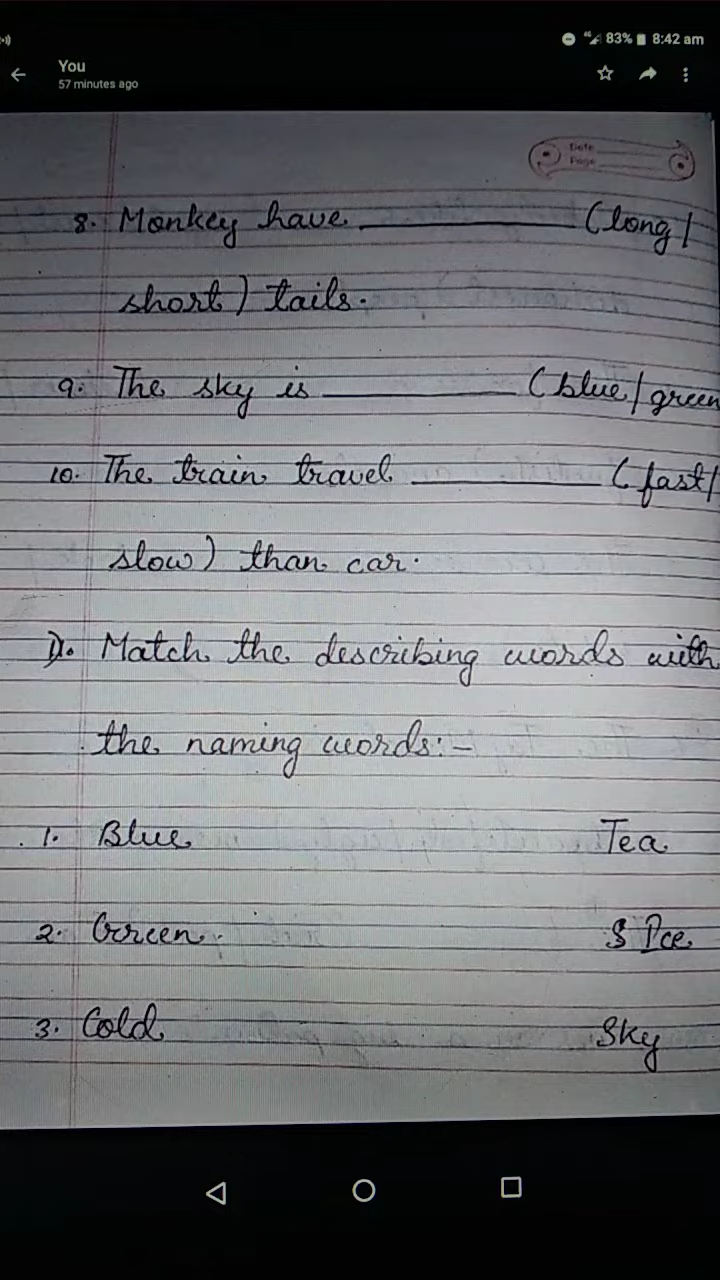 83% 8:42 am
You
57 minutes ago
Date
Page
8. Monkey have ________ (long/
short) tails.
9. The sky is ________ (blue/green
10. The train travel ________ (fast/
slow) than car.
D. Match the describing words with
the naming words:-
1. Blue Tea
2. Green. Ice
3. Cold Sky